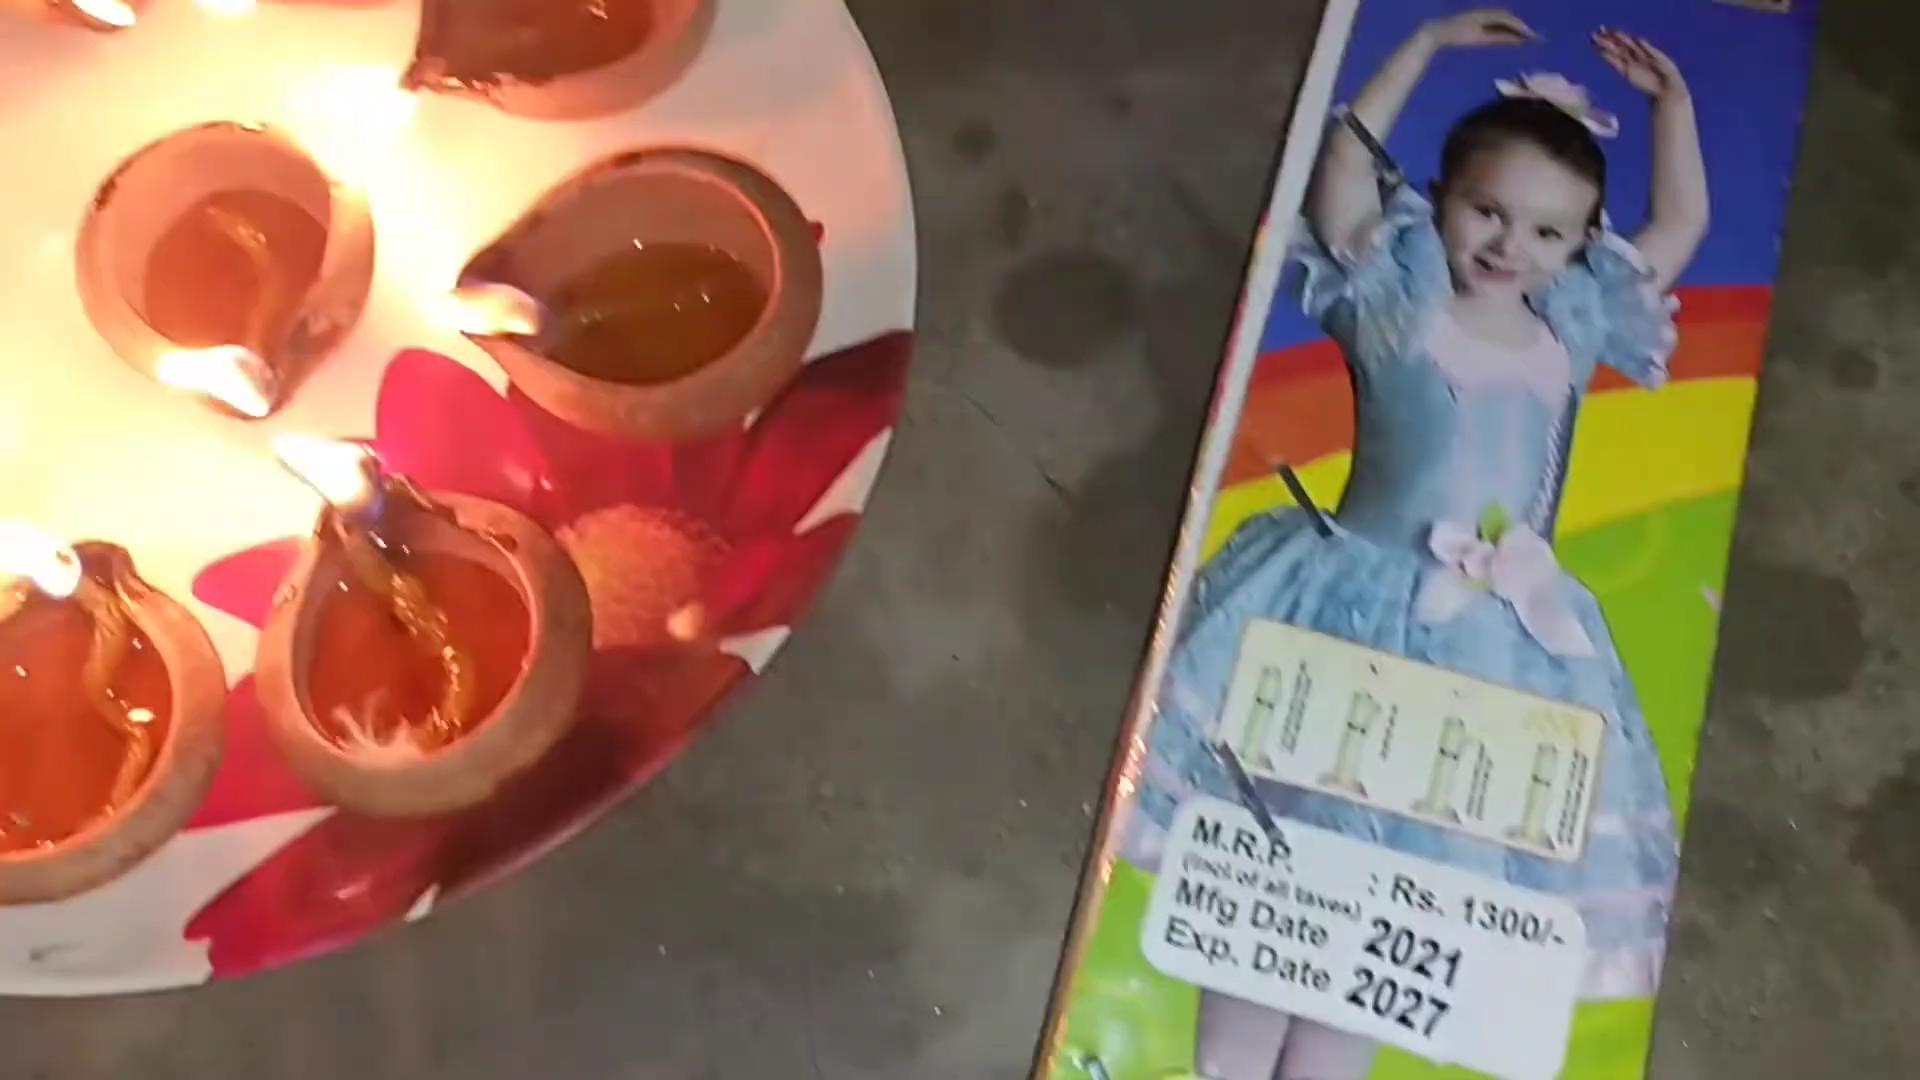 M.R.P. : Rs. 1300/-
(Incl. of all taxes)
Mfg Date 2021
Exp. Date 2027